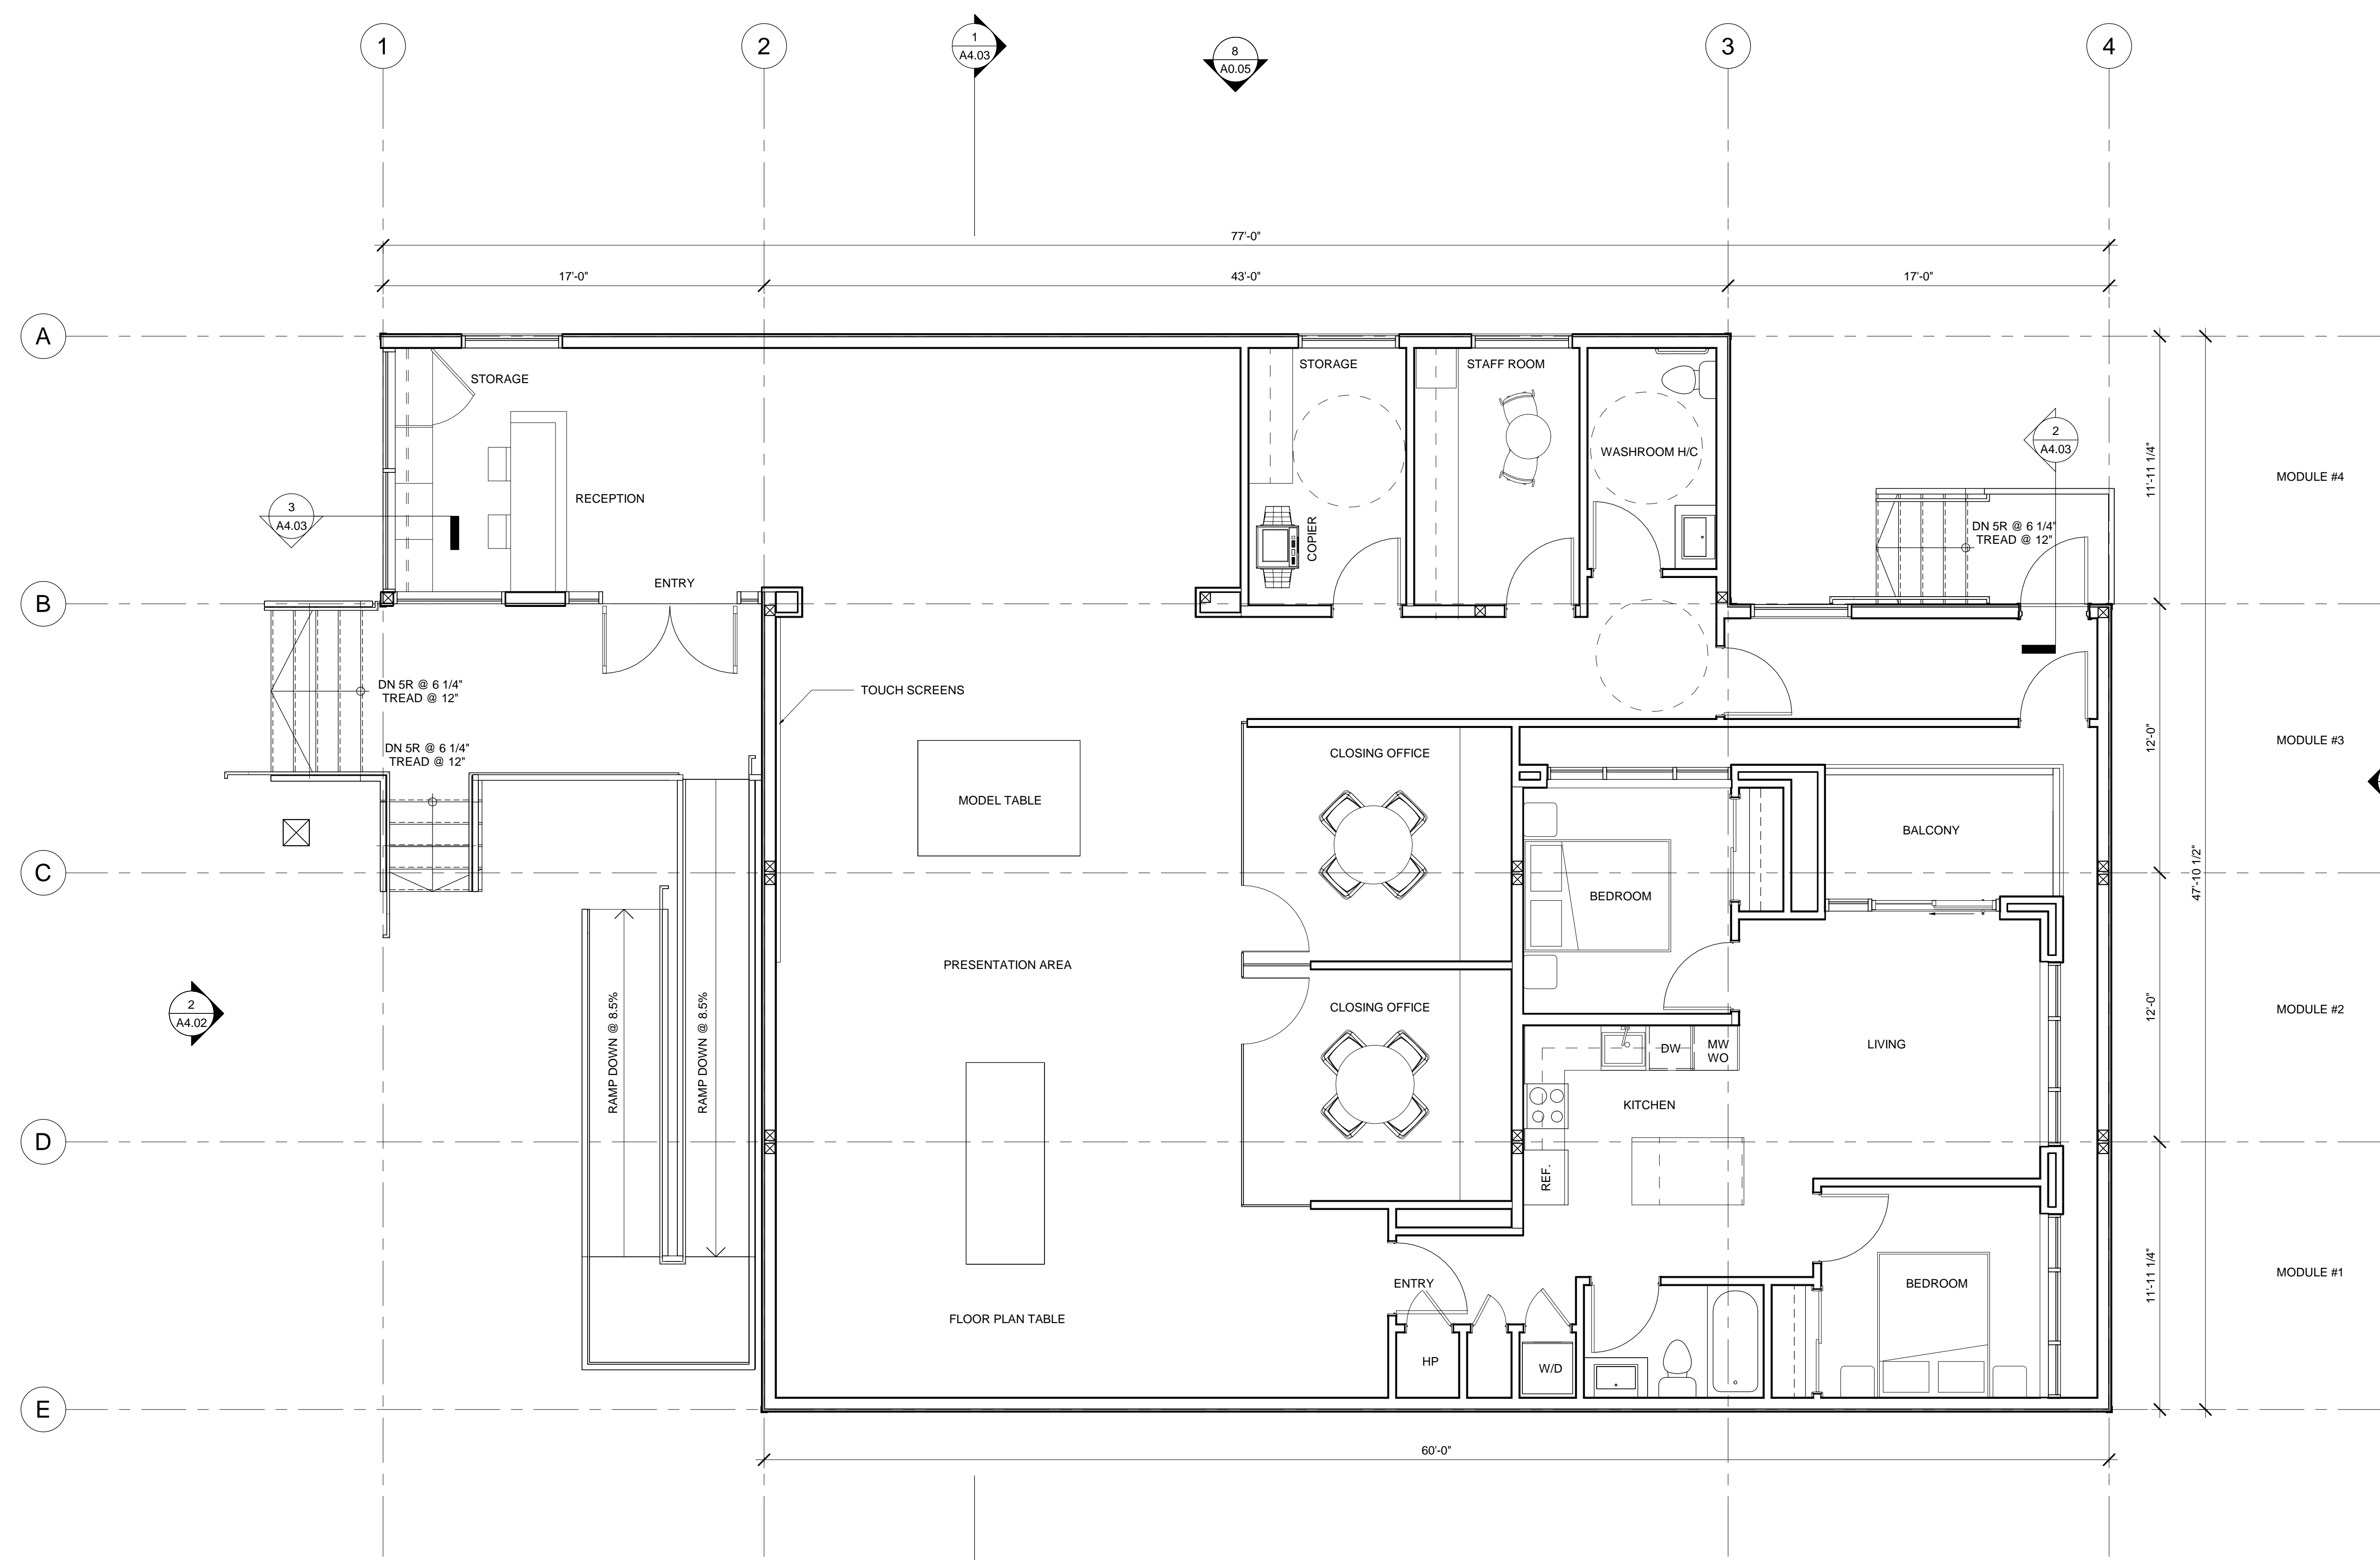 1
2
1
A4.03
8
A0.05
3
4
77'-0"
17'-0"
43'-0"
17'-0"
A
STORAGE
STORAGE
STAFF ROOM
2
A4.03
WASHROOM H/C
11'-11 1/4"
MODULE #4
RECEPTION
3
A4.03
COPIER
DN 5R @ 6 1/4"
TREAD @ 12"
ENTRY
B
DN 5R @ 6 1/4"
TREAD @ 12"
TOUCH SCREENS
DN 5R @ 6 1/4"
TREAD @ 12"
CLOSING OFFICE
12'-0"
MODULE #3
MODEL TABLE
BALCONY
C
47'-10 1/2"
BEDROOM
PRESENTATION AREA
2
A4.02
RAMP DOWN @ 8.5%
RAMP DOWN @ 8.5%
CLOSING OFFICE
12'-0"
MODULE #2
DW
MW
WO
LIVING
KITCHEN
D
REF.
ENTRY
BEDROOM
11'-11 1/4"
MODULE #1
FLOOR PLAN TABLE
HP
W/D
E
60'-0"